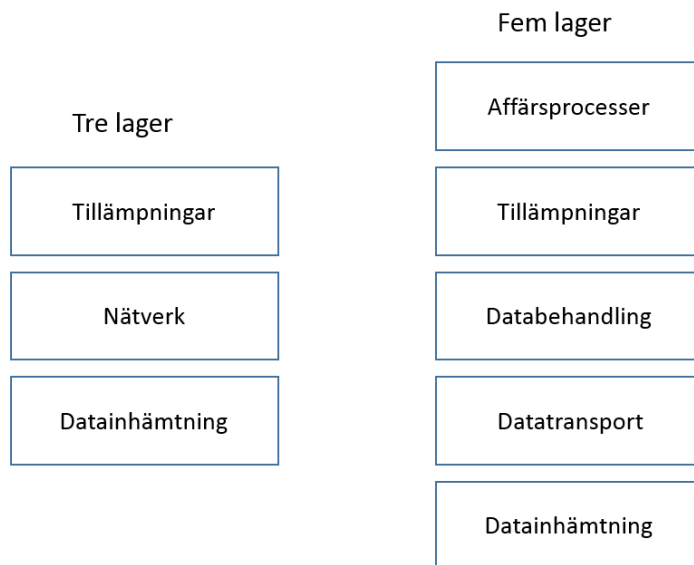 Tre lager
Tillämpningar
Nätverk
Datainhämtning
Fem lager
Affärsprocesser
Tillämpningar
Databehandling
Datatransport
Datainhämtning